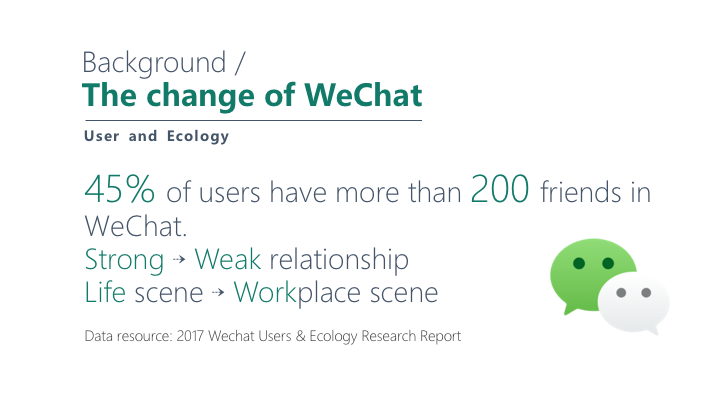 Background /
The change of WeChat
User and Ecology
45% of users have more than 200 friends in
WeChat.
Strong ⇢ Weak relationship
Life scene ⇢ Workplace scene
Data resource: 2017 Wechat Users & Ecology Research Report